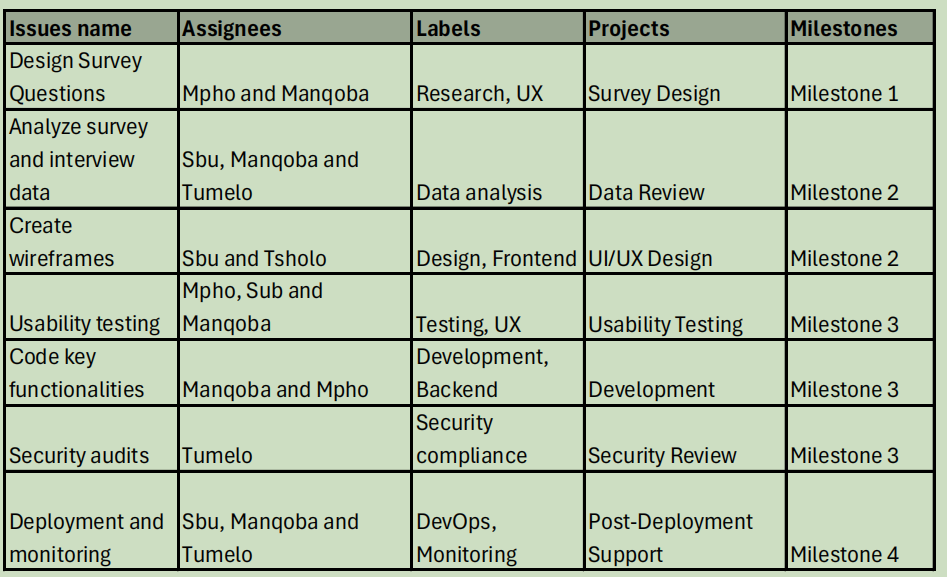 Issues name Assignees Labels Projects Milestones
Design Survey
Questions Mpho and Manqoba Research, UX Survey Design Milestone 1
Analyze survey
and interview Sbu, Manqoba and
data Tumelo Data analysis Data Review Milestone 2
Create
wireframes Sbu and Tsholo Design, Frontend UI/UX Design Milestone 2
Mpho, Sub and
Usability testing Manqoba Testing, UX Usability Testing Milestone 3
Code key Development,
functionalities Manqoba and Mpho Backend Development Milestone 3
Security
Security audits Tumelo compliance Security Review Milestone 3
Deployment and Sbu, Manqoba and DevOps, Post-Deployment
monitoring Tumelo Monitoring Support Milestone 4